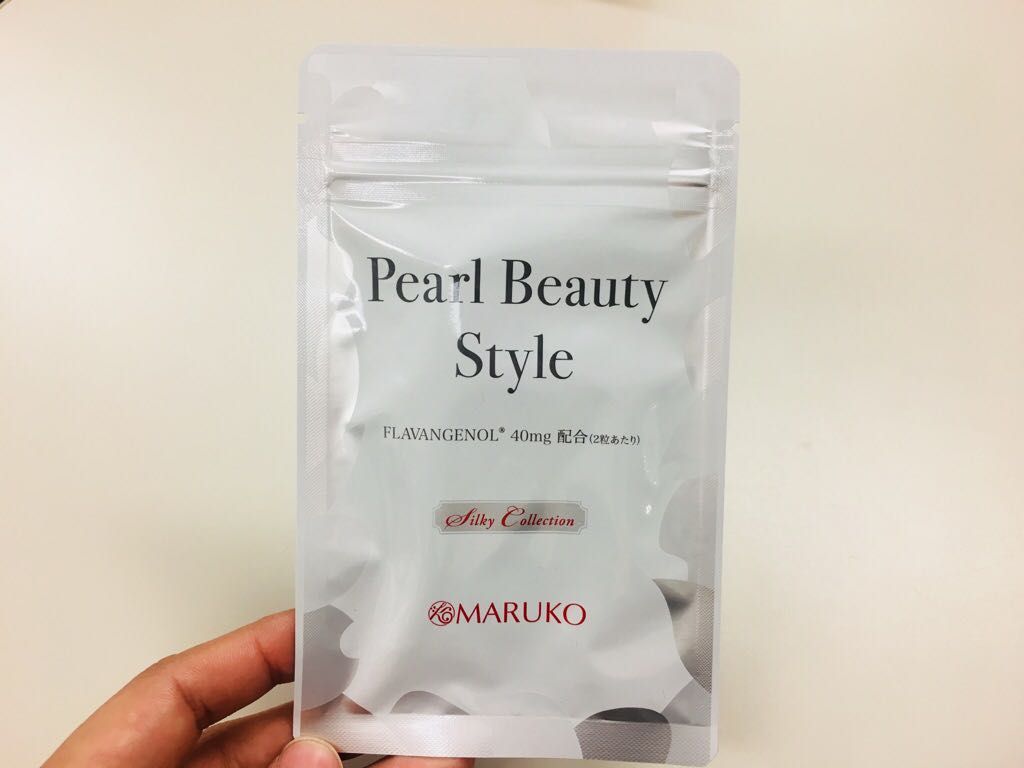 Pearl Beauty
Style
FLAVANGENOL® 40mg 配合(2粒あたり)
Silky Collection
MARUKO